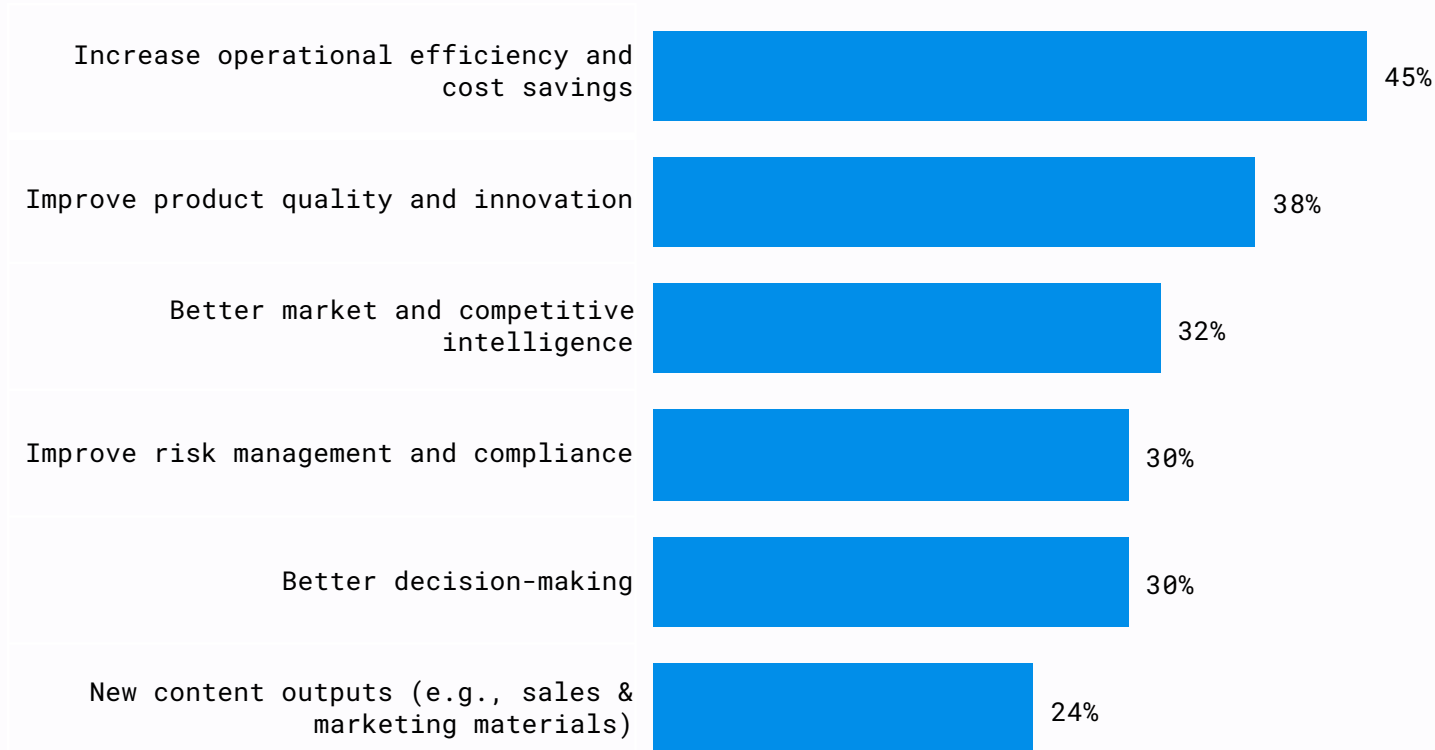 Increase operational efficiency and
cost savings
45%
Improve product quality and innovation
38%
Better market and competitive
intelligence
32%
Improve risk management and compliance
30%
Better decision-making
30%
New content outputs (e.g., sales &
marketing materials)
24%